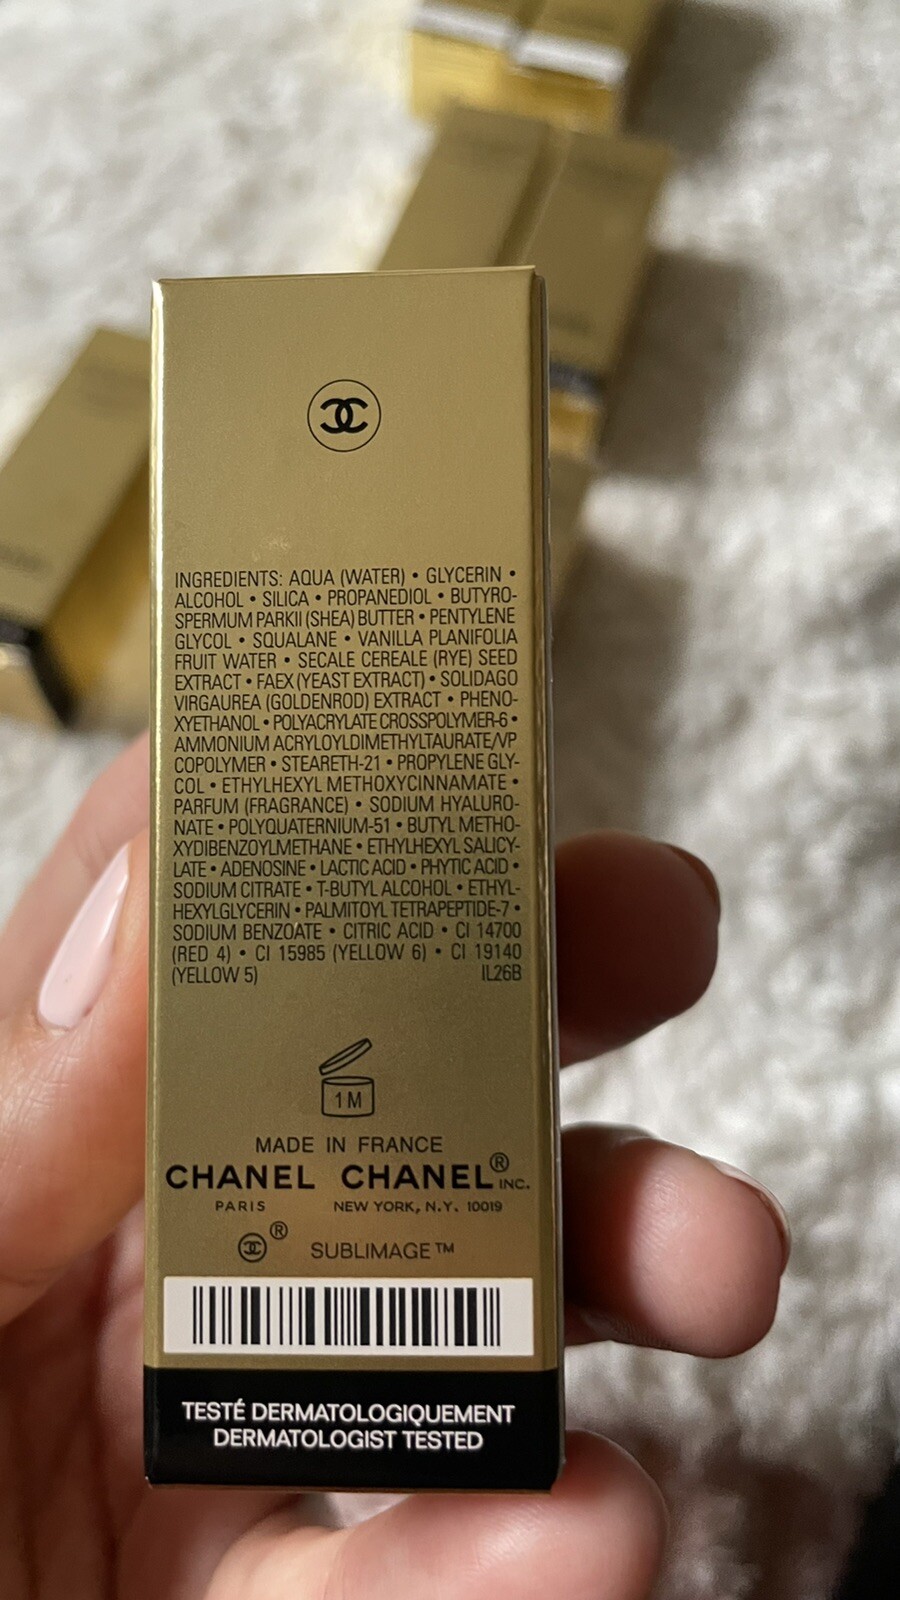 INGREDIENTS: AQUA (WATER) • GLYCERIN •
ALCOHOL • SILICA • PROPANEDIOL • BUTYRO-
SPERMUM PARKII (SHEA) BUTTER • PENTYLENE
GLYCOL • SQUALANE • VANILLA PLANIFOLIA
FRUIT WATER • SECALE CEREALE (RYE) SEED
EXTRACT • FAEX (YEAST EXTRACT) • SOLIDAGO
VIRGAUREA (GOLDENROD) EXTRACT • PHENO-
XYETHANOL • POLYACRYLATE CROSSPOLYMER-6 •
AMMONIUM ACRYLOYLDIMETHYLTAURATE/VP
COPOLYMER • STEARETH-21 • PROPYLENE GLY-
COL • ETHYLHEXYL METHOXYCINNAMATE •
PARFUM (FRAGRANCE) • SODIUM HYALURO-
NATE • POLYQUATERNIUM-51 • BUTYL METHO-
XYDIBENZOYLMETHANE • ETHYLHEXYL SALICY-
LATE • ADENOSINE • LACTIC ACID • PHYTIC ACID •
SODIUM CITRATE • T-BUTYL ALCOHOL • ETHYL-
HEXYLGLYCERIN • PALMITOYL TETRAPEPTIDE-7 •
SODIUM BENZOATE • CITRIC ACID • CI 14700
(RED 4) • CI 15985 (YELLOW 6) • CI 19140
(YELLOW 5) IL26B
1 M
MADE IN FRANCE
CHANEL CHANEL® INC.
PARIS NEW YORK, N.Y. 10019
® SUBLIMAGE™
TESTÉ DERMATOLOGIQUEMENT
DERMATOLOGIST TESTED